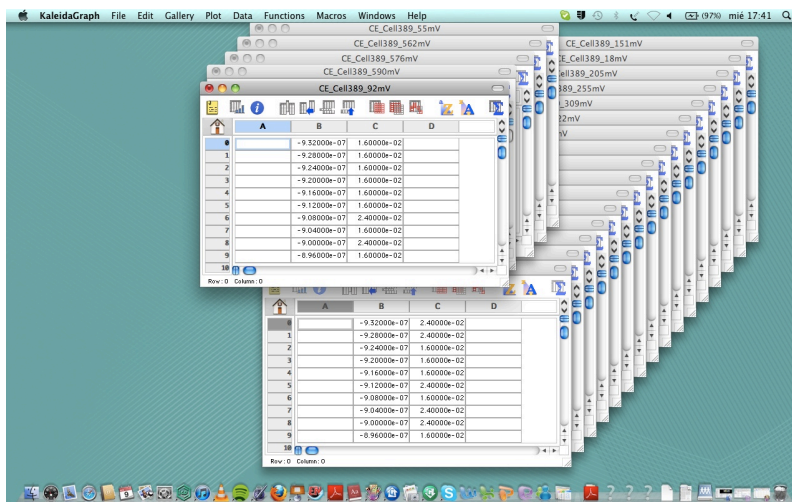 KaleidaGraph File Edit Gallery Plot Data Functions Macros Windows Help (97%) mié 17:41
CE_Cell389_55mV
CE_Cell389_562mV
CE_Cell389_151mV
CE_Cell389_576mV
CE_Cell389_18mV
CE_Cell389_590mV
ell389_205mV
CE_Cell389_92mV
389_255mV
_309mV
22mV
nV
A B C D
0 -9.32000e-07 1.60000e-02
1 -9.28000e-07 1.60000e-02
2 -9.24000e-07 1.60000e-02
3 -9.20000e-07 1.60000e-02
4 -9.16000e-07 1.60000e-02
5 -9.12000e-07 1.60000e-02
6 -9.08000e-07 2.40000e-02
7 -9.04000e-07 1.60000e-02
8 -9.00000e-07 2.40000e-02
9 -8.96000e-07 1.60000e-02
10
Row: 0 Column: 0
A B C D
0 -9.32000e-07 2.40000e-02
1 -9.28000e-07 2.40000e-02
2 -9.24000e-07 1.60000e-02
3 -9.20000e-07 1.60000e-02
4 -9.16000e-07 1.60000e-02
5 -9.12000e-07 2.40000e-02
6 -9.08000e-07 1.60000e-02
7 -9.04000e-07 2.40000e-02
8 -9.00000e-07 2.40000e-02
9 -8.96000e-07 1.60000e-02
10
Row: 0 Column: 0